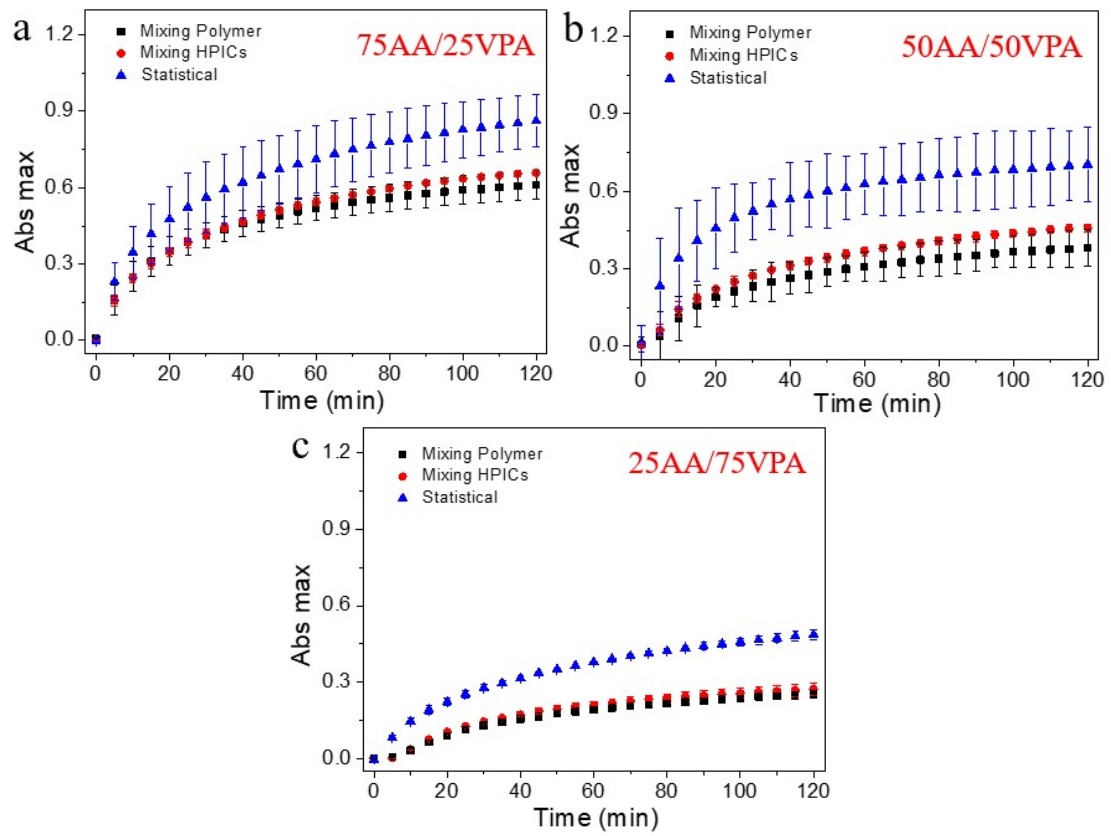 a
75AA/25VPA
Mixing Polymer
Mixing HPICs
Statistical
Abs max
1.2
0.9
0.6
0.3
0.0
0 20 40 60 80 100 120
Time (min)
b
50AA/50VPA
Mixing Polymer
Mixing HPICs
Statistical
Abs max
1.2
0.9
0.6
0.3
0.0
0 20 40 60 80 100 120
Time (min)
c
25AA/75VPA
Mixing Polymer
Mixing HPICs
Statistical
Abs max
1.2
0.9
0.6
0.3
0.0
0 20 40 60 80 100 120
Time (min)